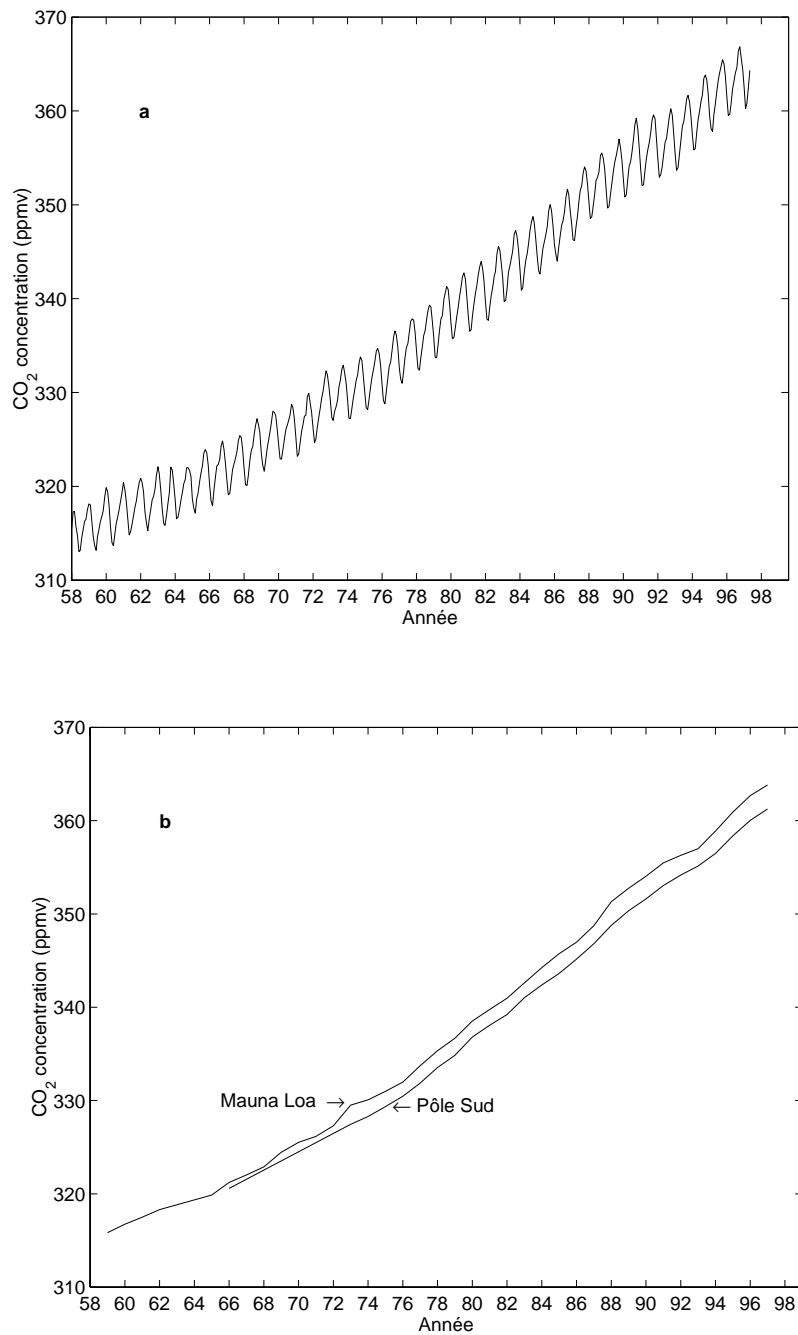 370
360
350
340
330
320
310
CO2 concentration (ppmv)
a
58 60 62 64 66 68 70 72 74 76 78 80 82 84 86 88 90 92 94 96 98
Année
370
360
350
340
330
320
310
CO2 concentration (ppmv)
b
Mauna Loa →
← Pôle Sud
58 60 62 64 66 68 70 72 74 76 78 80 82 84 86 88 90 92 94 96 98
Année